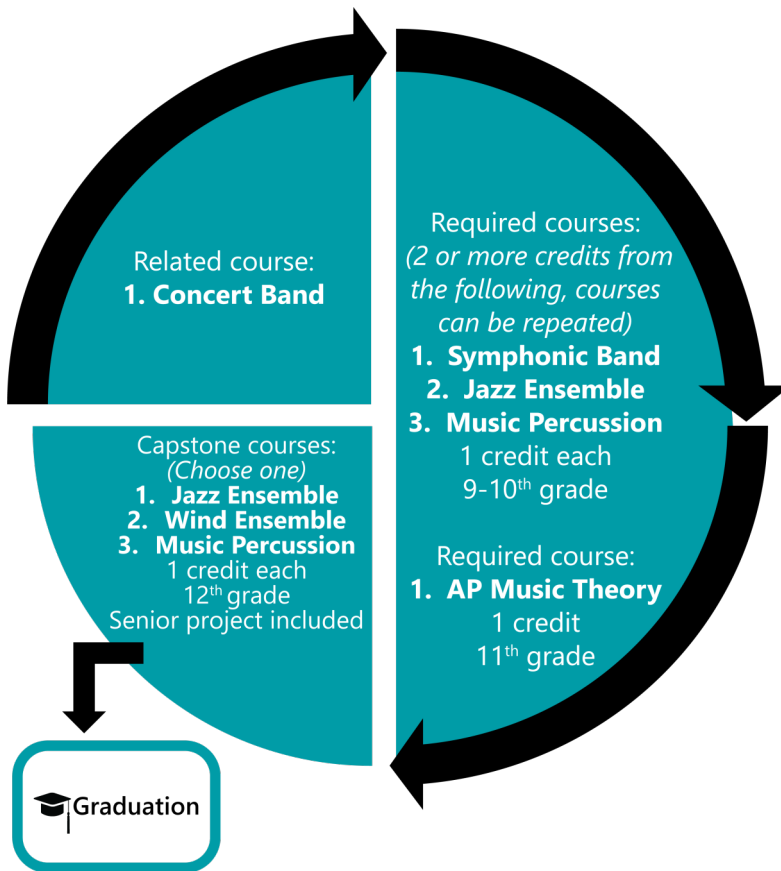 Related course:
1. Concert Band
Required courses:
(2 or more credits from
the following, courses
can be repeated)
1. Symphonic Band
2. Jazz Ensemble
3. Music Percussion
1 credit each
9-10th grade
Required course:
1. AP Music Theory
1 credit
11th grade
Capstone courses:
(Choose one)
1. Jazz Ensemble
2. Wind Ensemble
3. Music Percussion
1 credit each
12th grade
Senior project included
Graduation